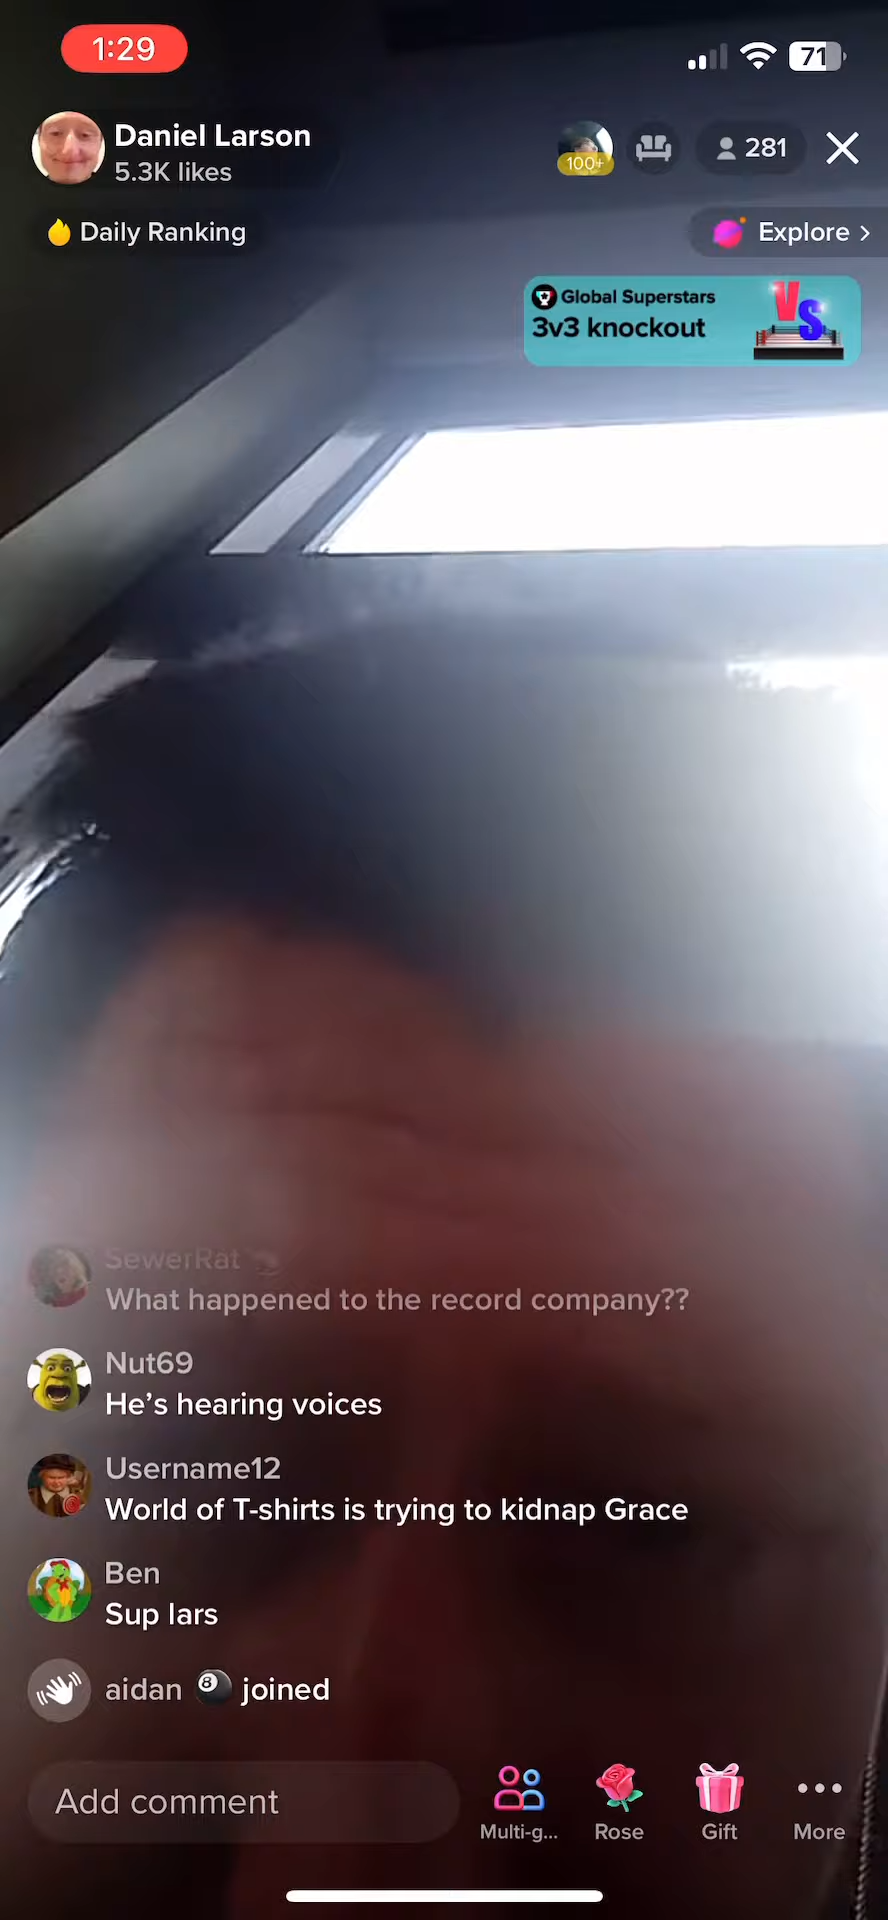 1:29
71
Daniel Larson
5.3K likes
100+
281
Daily Ranking
Explore >
Global Superstars
3v3 knockout
VS
SewerRat
What happened to the record company??
Nut69
He's hearing voices
Username12
World of T-shirts is trying to kidnap Grace
Ben
Sup lars
aidan 🎱 joined
8
Add comment
Multi-g...
Rose
Gift
More